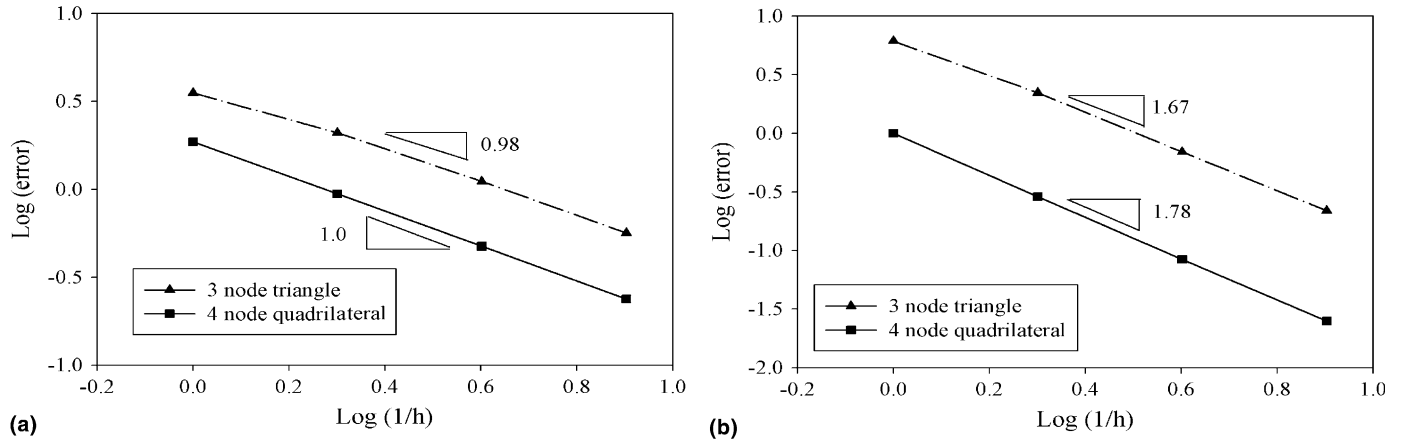 1.0
0.5
0.0
-0.5
-1.0
Log (error)
0.98
1.0
3 node triangle
4 node quadrilateral
-0.2 0.0 0.2 0.4 0.6 0.8 1.0
Log (1/h)
(a)
1.0
0.5
0.0
-0.5
-1.0
-1.5
-2.0
Log (error)
1.67
1.78
3 node triangle
4 node quadrilateral
-0.2 0.0 0.2 0.4 0.6 0.8 1.0
Log (1/h)
(b)